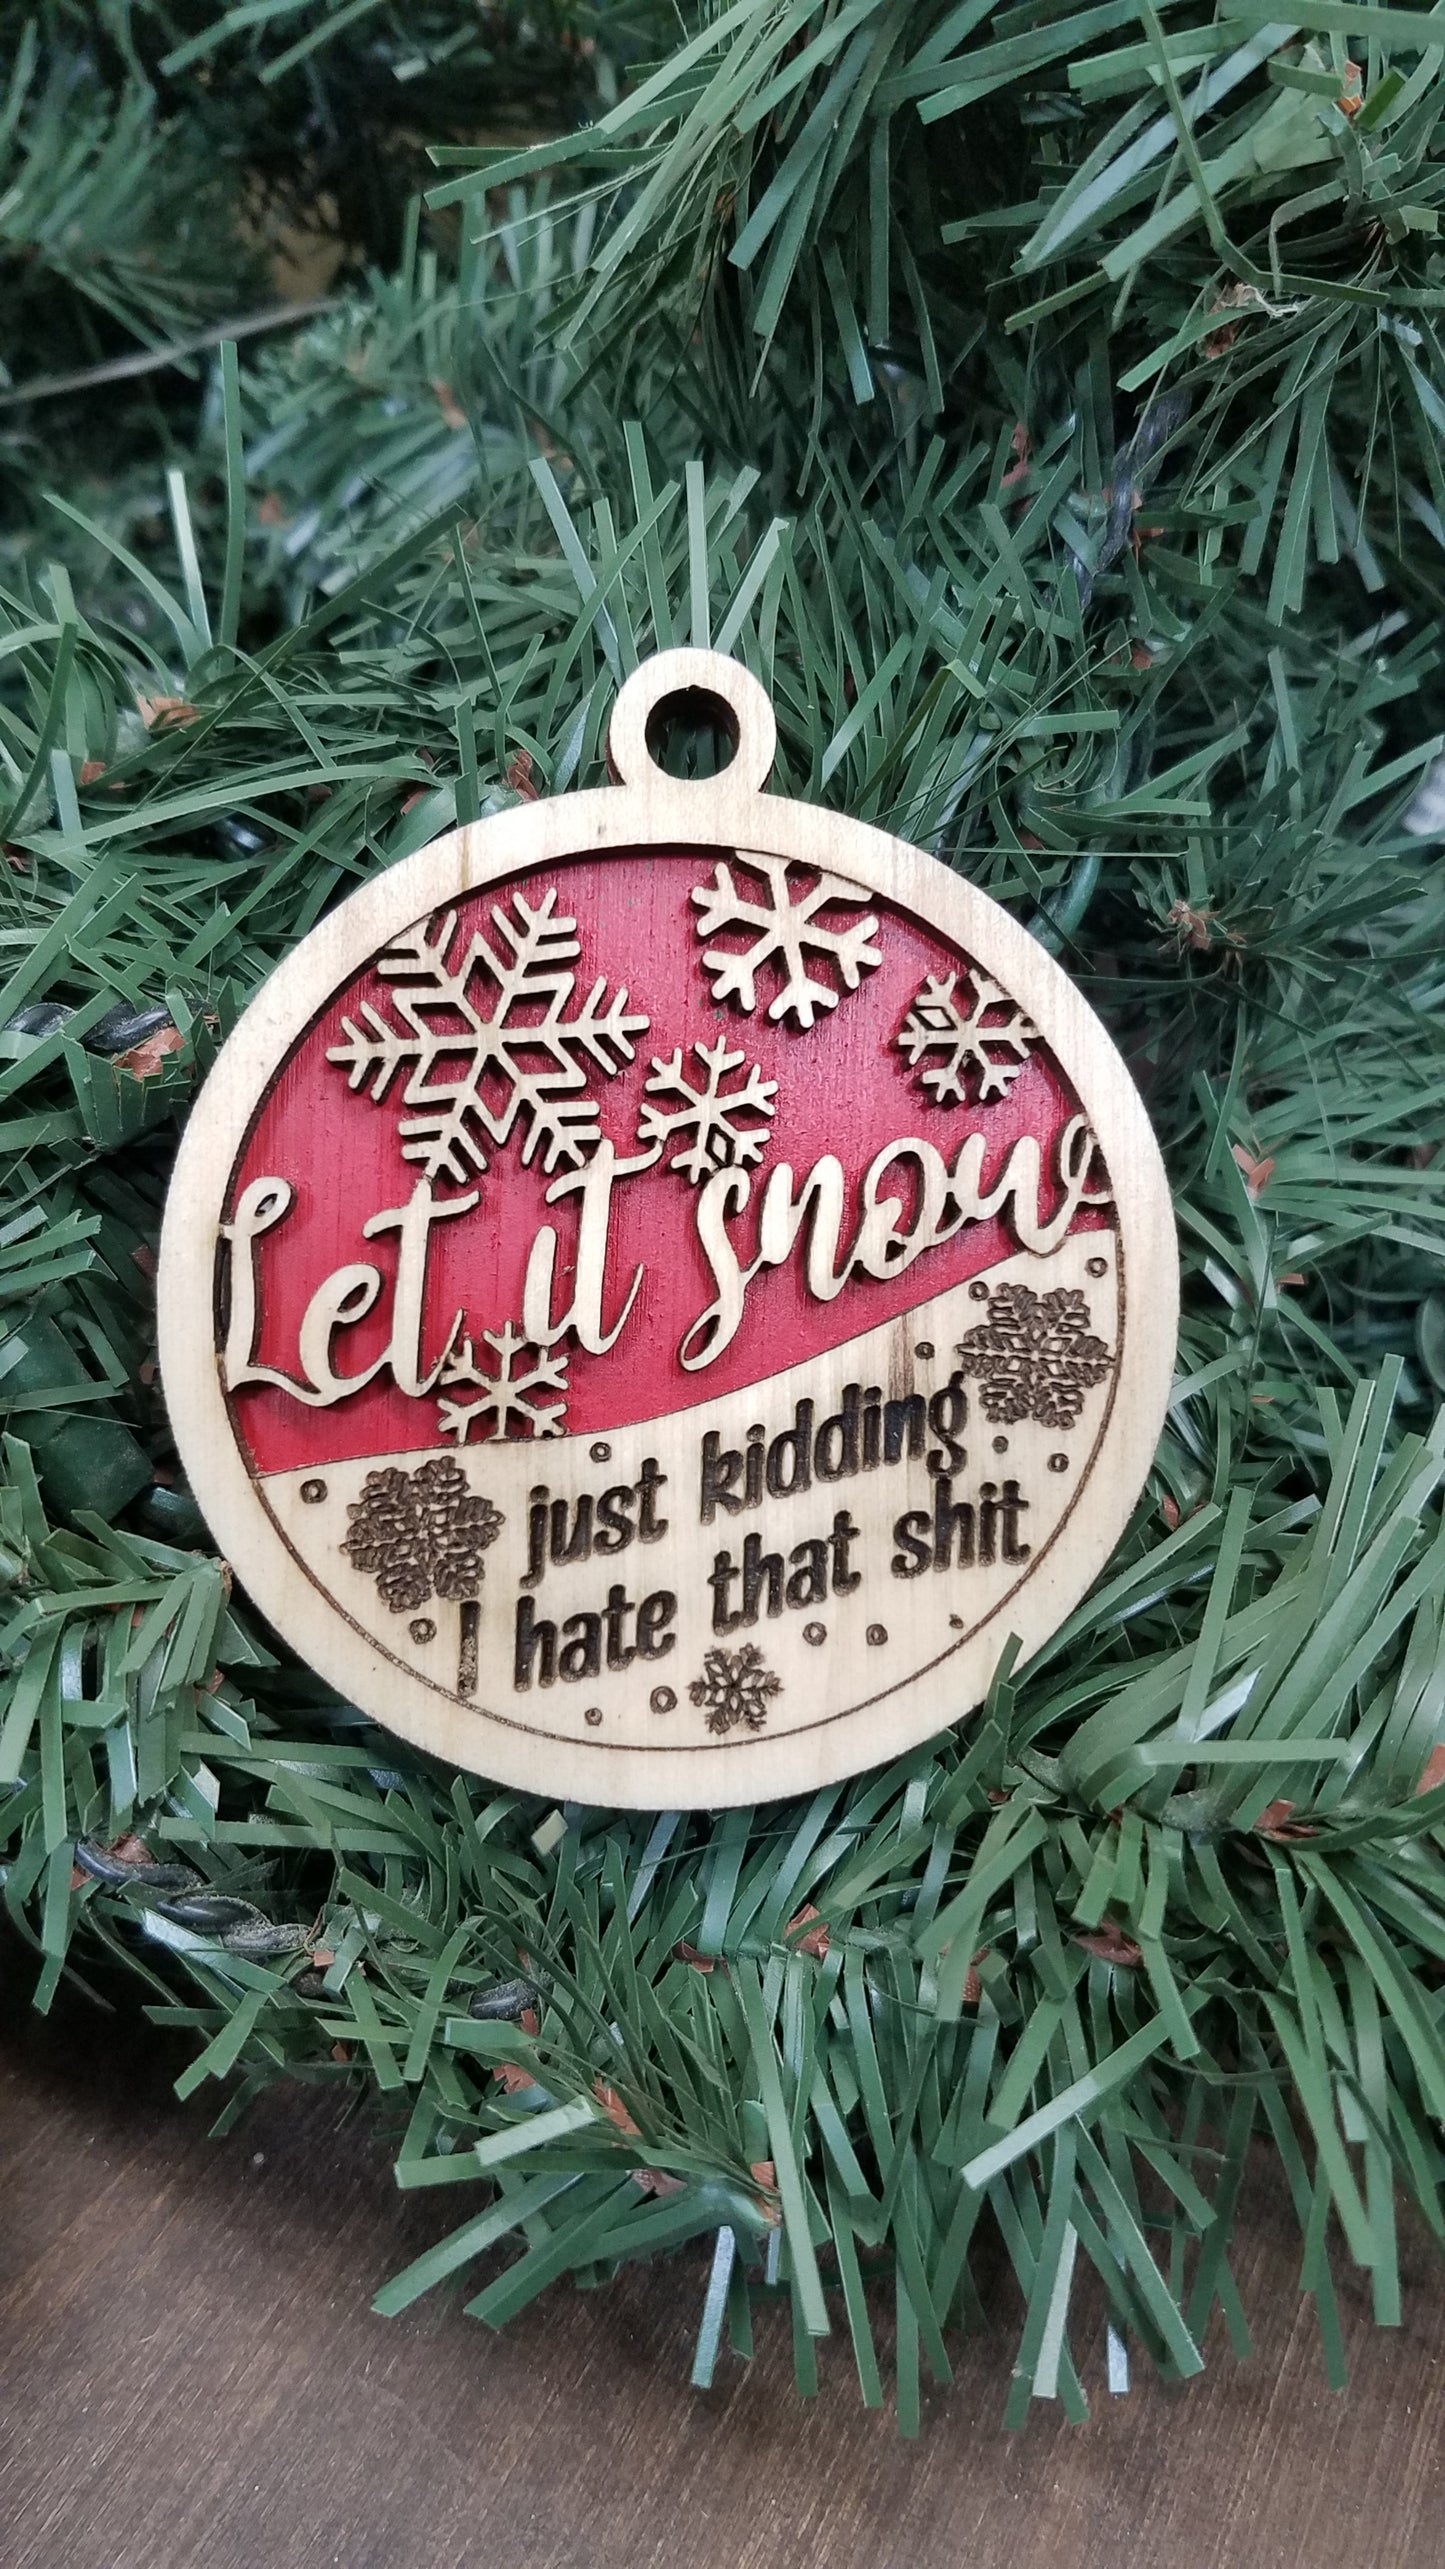 Let it snow
just kidding
I hate that shit